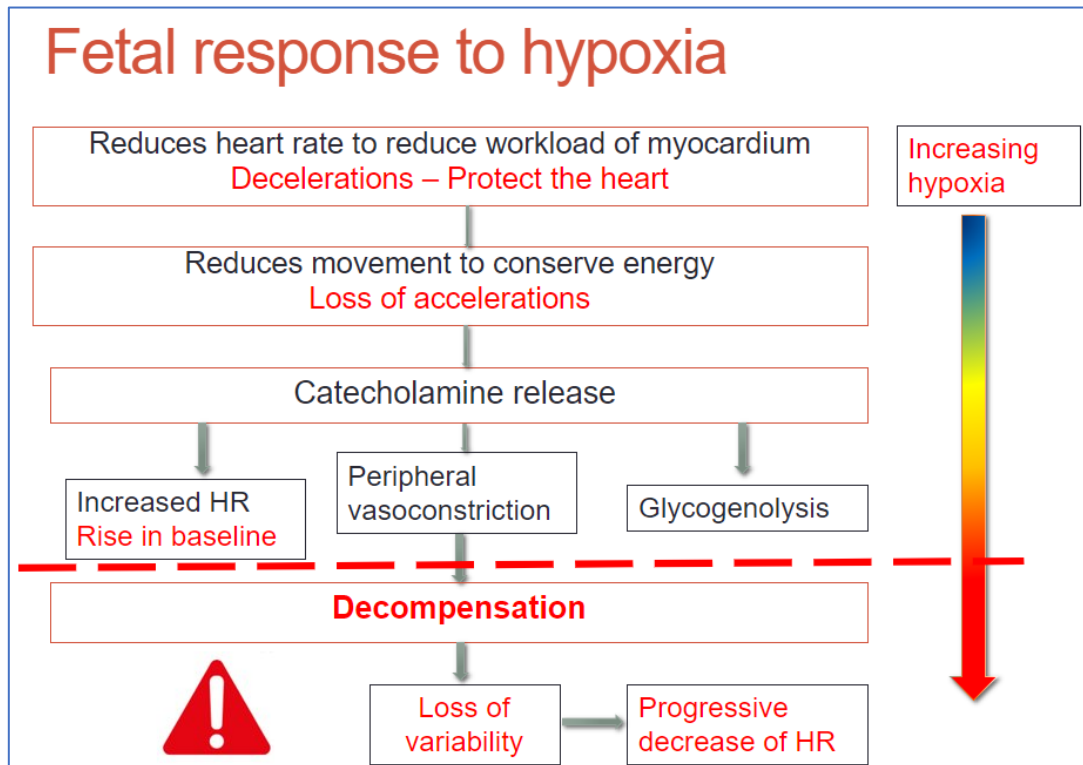 Fetal response to hypoxia
Reduces heart rate to reduce workload of myocardium
Decelerations – Protect the heart
Increasing
hypoxia
Reduces movement to conserve energy
Loss of accelerations
Catecholamine release
Increased HR
Rise in baseline
Peripheral
vasoconstriction
Glycogenolysis
Decompensation
Loss of
variability
Progressive
decrease of HR